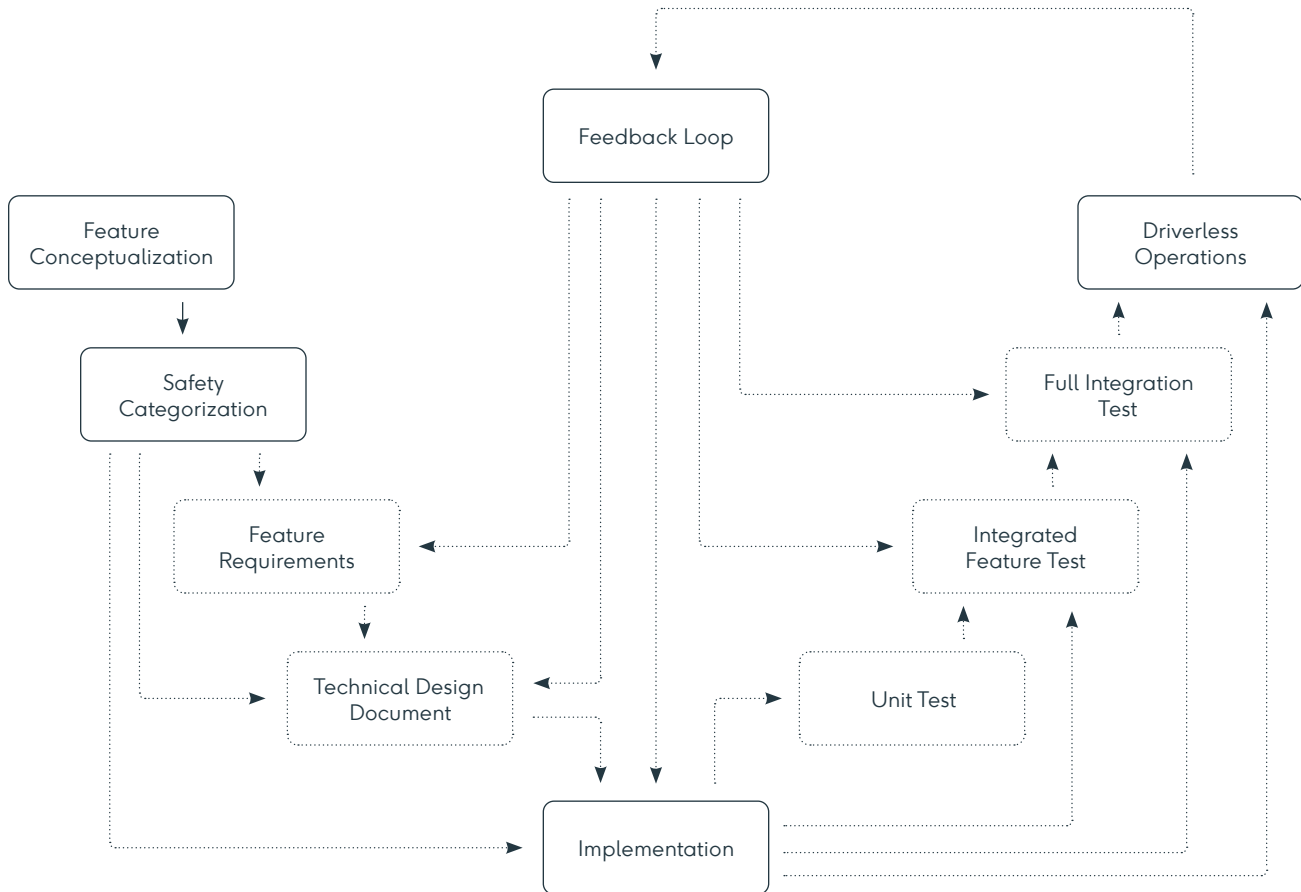 Feedback Loop
Feature
Conceptualization
Driverless
Operations
Safety
Categorization
Full Integration
Test
Feature
Requirements
Integrated
Feature Test
Technical Design
Document
Unit Test
Implementation